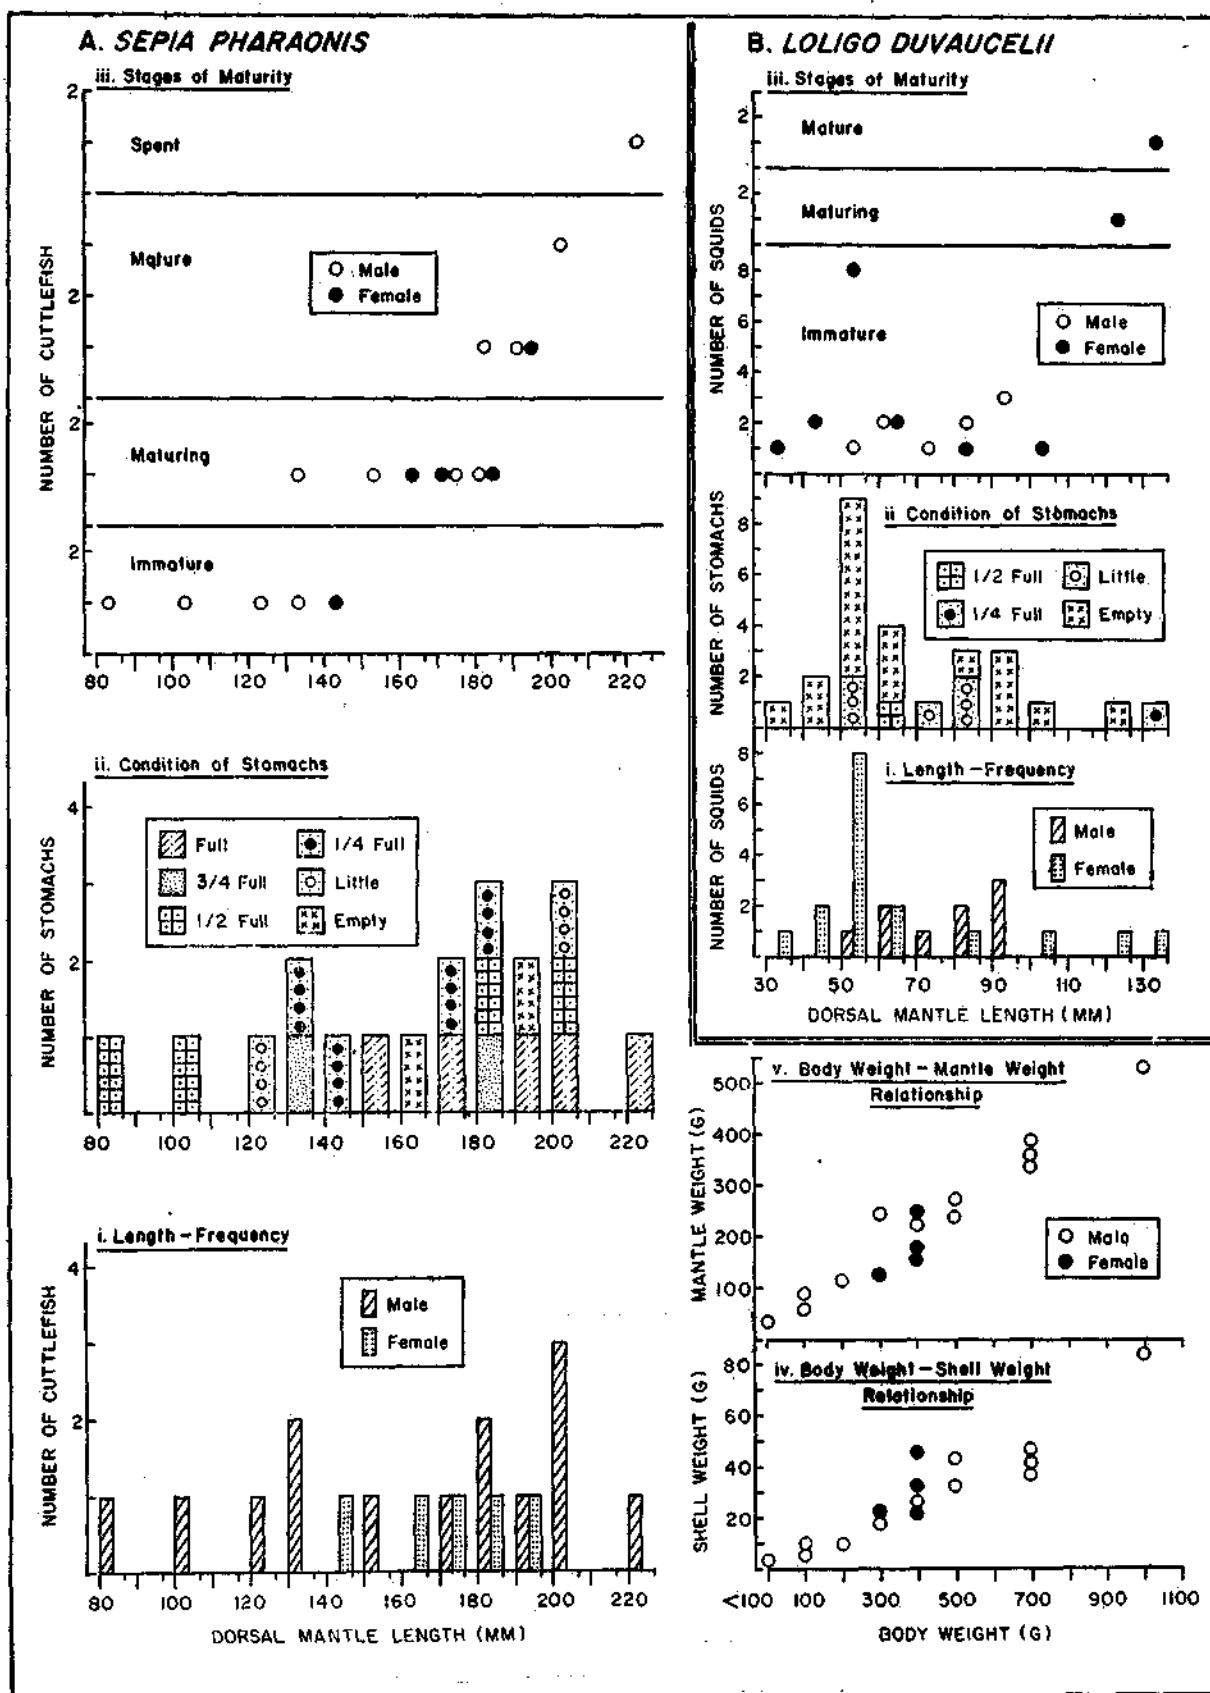 A. SEPIA PHARAONIS
iii. Stages of Maturity
2
Spent
Mature
2
Male
Female
2
Maturing
2
Immature
NUMBER OF CUTTLEFISH
80 100 120 140 160 180 200 220
ii. Condition of Stomachs
4
2
0
NUMBER OF STOMACHS
Full
3/4 Full
1/2 Full
1/4 Full
Little
Empty
80 100 120 140 160 180 200 220
i. Length-Frequency
4
2
NUMBER OF CUTTLEFISH
Male
Female
80 100 120 140 160 180 200 220
DORSAL MANTLE LENGTH (MM)
B. LOLIGO DUVAUCELII
iii. Stages of Maturity
2
Mature
2
Maturing
8
6
4
2
Immature
NUMBER OF SQUIDS
Male
Female
ii Condition of Stomachs
8
6
4
2
NUMBER OF STOMACHS
1/2 Full
1/4 Full
Little
Empty
i. Length-Frequency
8
6
4
2
NUMBER OF SQUIDS
Male
Female
30 50 70 90 110 130
DORSAL MANTLE LENGTH (MM)
v. Body Weight-Mantle Weight
Relationship
500
400
300
200
100
MANTLE WEIGHT (G)
Male
Female
iv. Body Weight-Shell Weight
Relationship
80
60
40
20
SHELL WEIGHT (G)
<100 100 300 500 700 900 1100
BODY WEIGHT (G)